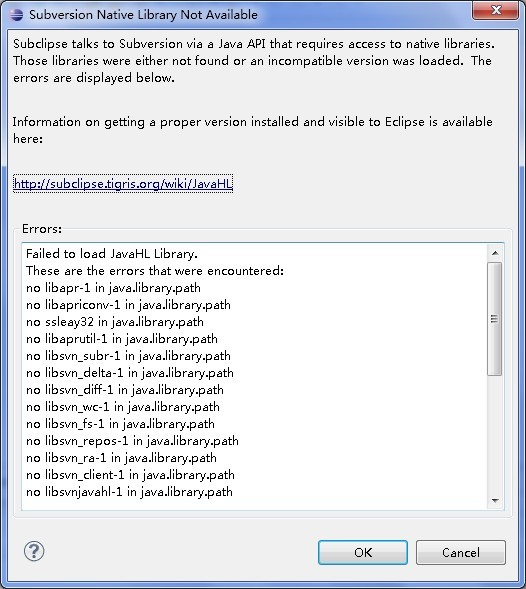 Subversion Native Library Not Available
Subclipse talks to Subversion via a Java API that requires access to native libraries.
Those libraries were either not found or an incompatible version was loaded. The
errors are displayed below.
Information on getting a proper version installed and visible to Eclipse is available
here:
http://subclipse.tigris.org/wiki/JavaHL
Errors:
Failed to load JavaHL Library.
These are the errors that were encountered:
no libapr-1 in java.library.path
no libapriconv-1 in java.library.path
no ssleay32 in java.library.path
no libaprutil-1 in java.library.path
no libsvn_subr-1 in java.library.path
no libsvn_delta-1 in java.library.path
no libsvn_diff-1 in java.library.path
no libsvn_wc-1 in java.library.path
no libsvn_fs-1 in java.library.path
no libsvn_repos-1 in java.library.path
no libsvn_ra-1 in java.library.path
no libsvn_client-1 in java.library.path
no libsvnjavahl-1 in java.library.path
?
OK
Cancel